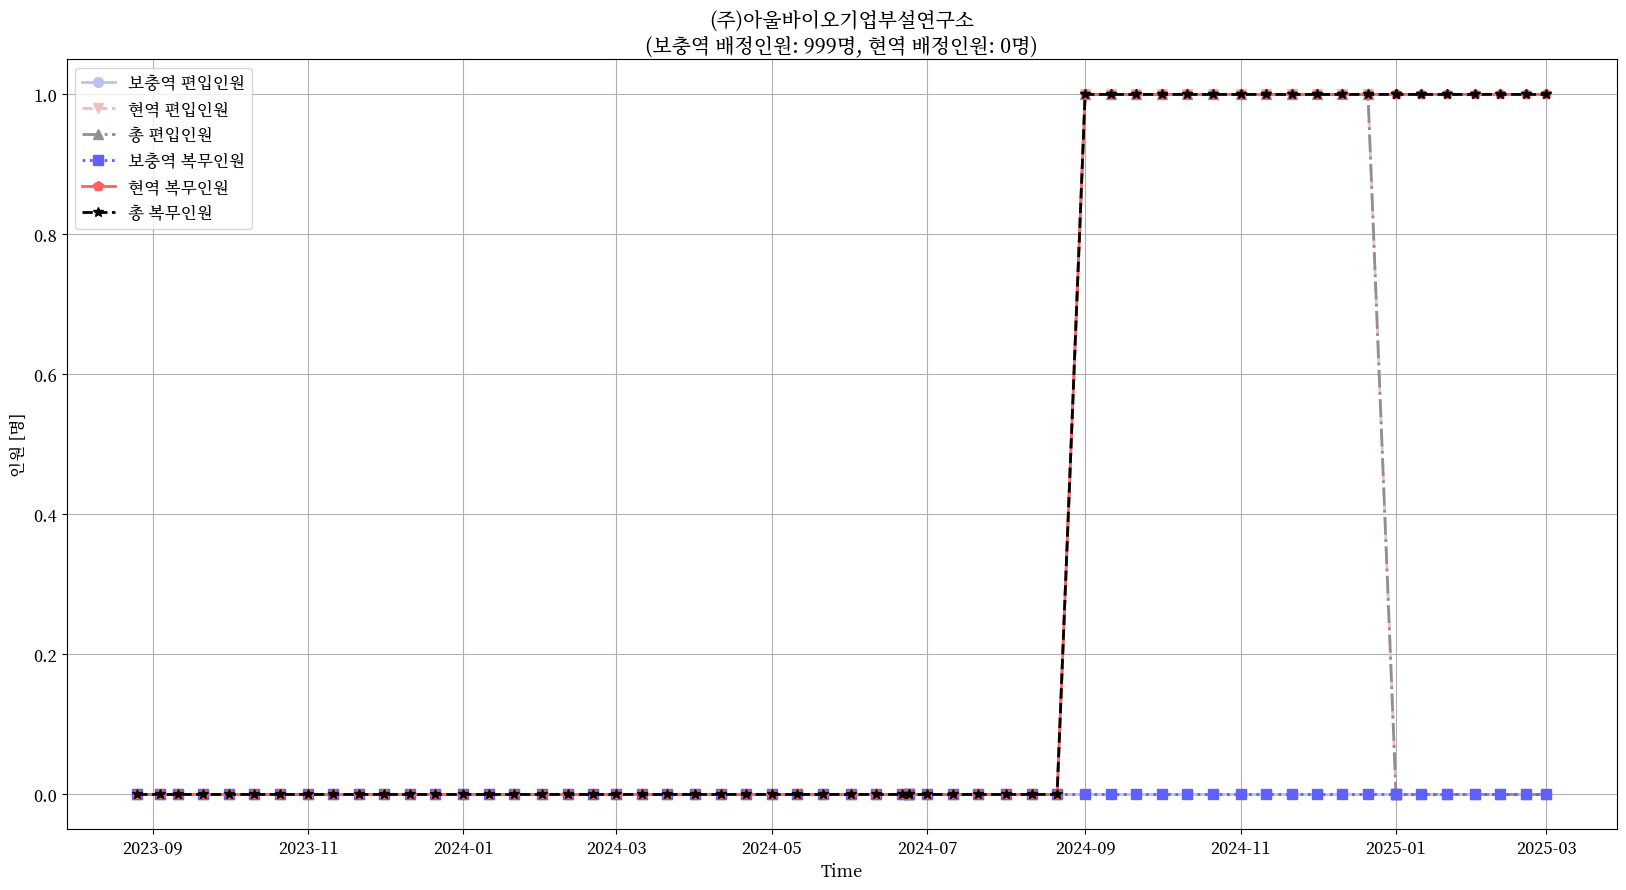 (주)아울바이오기업부설연구소
(보충역 배정인원: 999명, 현역 배정인원: 0명)
보충역 편입인원
현역 편입인원
총 편입인원
보충역 복무인원
현역 복무인원
총 복무인원
1.0
0.8
0.6
0.4
0.2
0.0
인원 [명]
2023-09
2023-11
2024-01
2024-03
2024-05
2024-07
2024-09
2024-11
2025-01
2025-03
Time